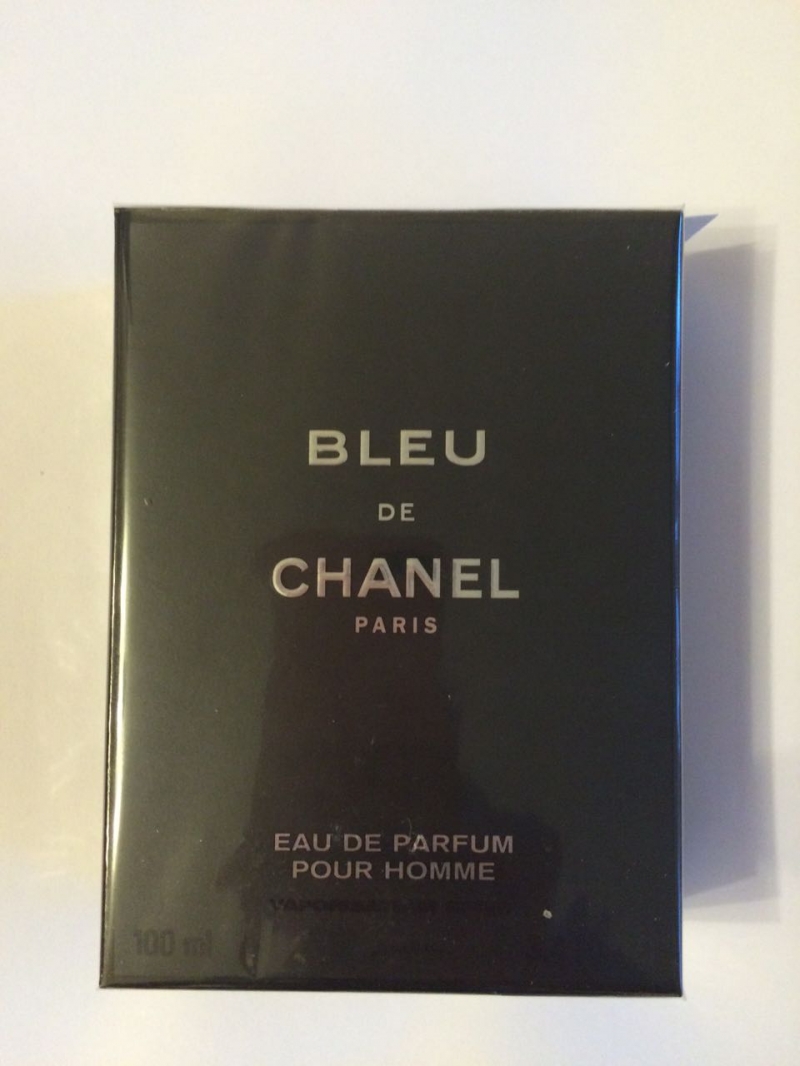 BLEU
DE
CHANEL
PARIS
EAU DE PARFUM
POUR HOMME
100 ml